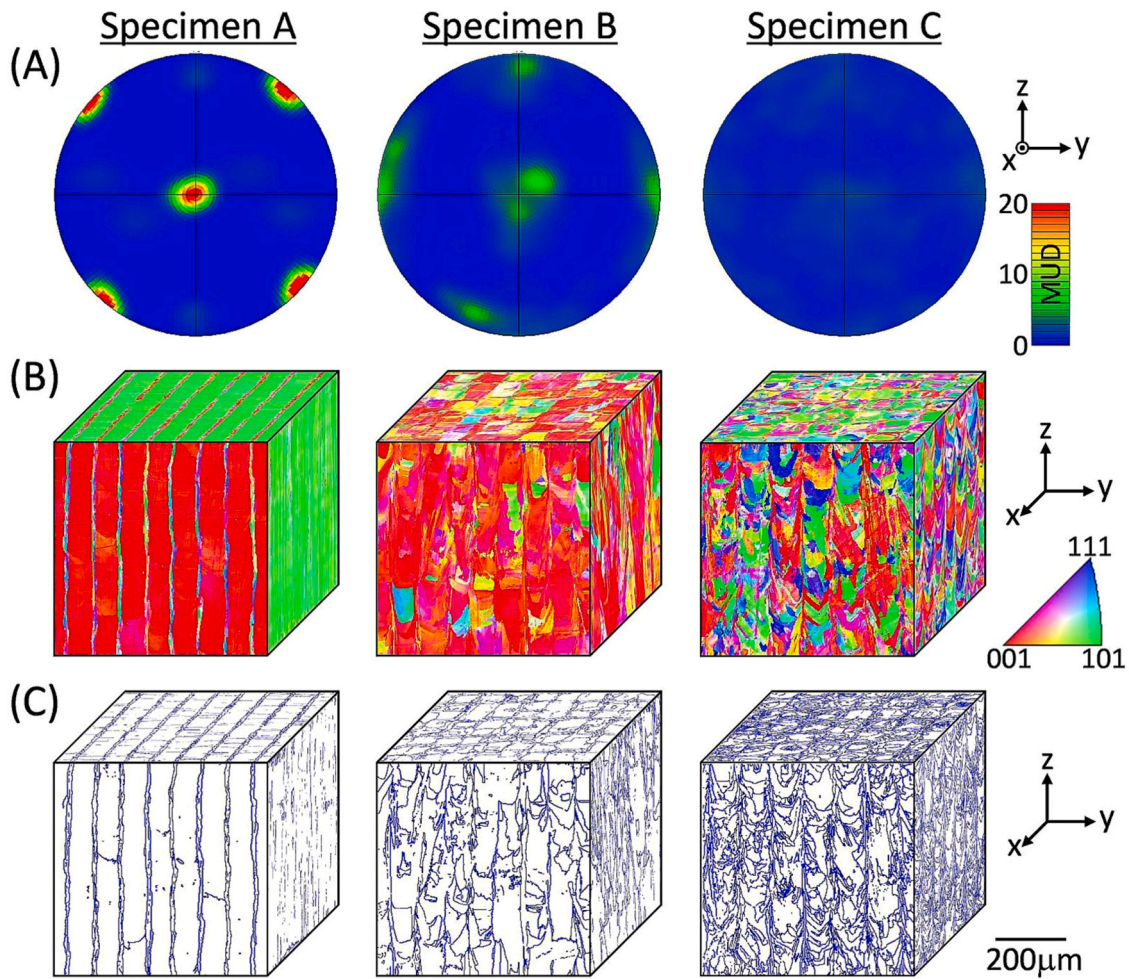 Specimen A Specimen B Specimen C
(A)
z
x y
20
10
0
MUD
(B)
z
y
x
111
001 101
(C)
z
y
x
200μm